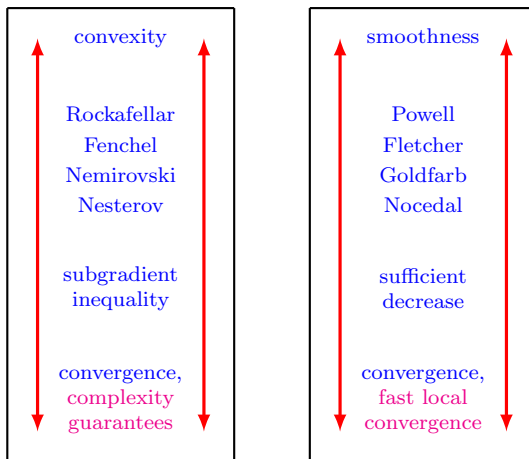 convexity
Rockafellar
Fenchel
Nemirovski
Nesterov
subgradient
inequality
convergence,
complexity
guarantees
smoothness
Powell
Fletcher
Goldfarb
Nocedal
sufficient
decrease
convergence,
fast local
convergence